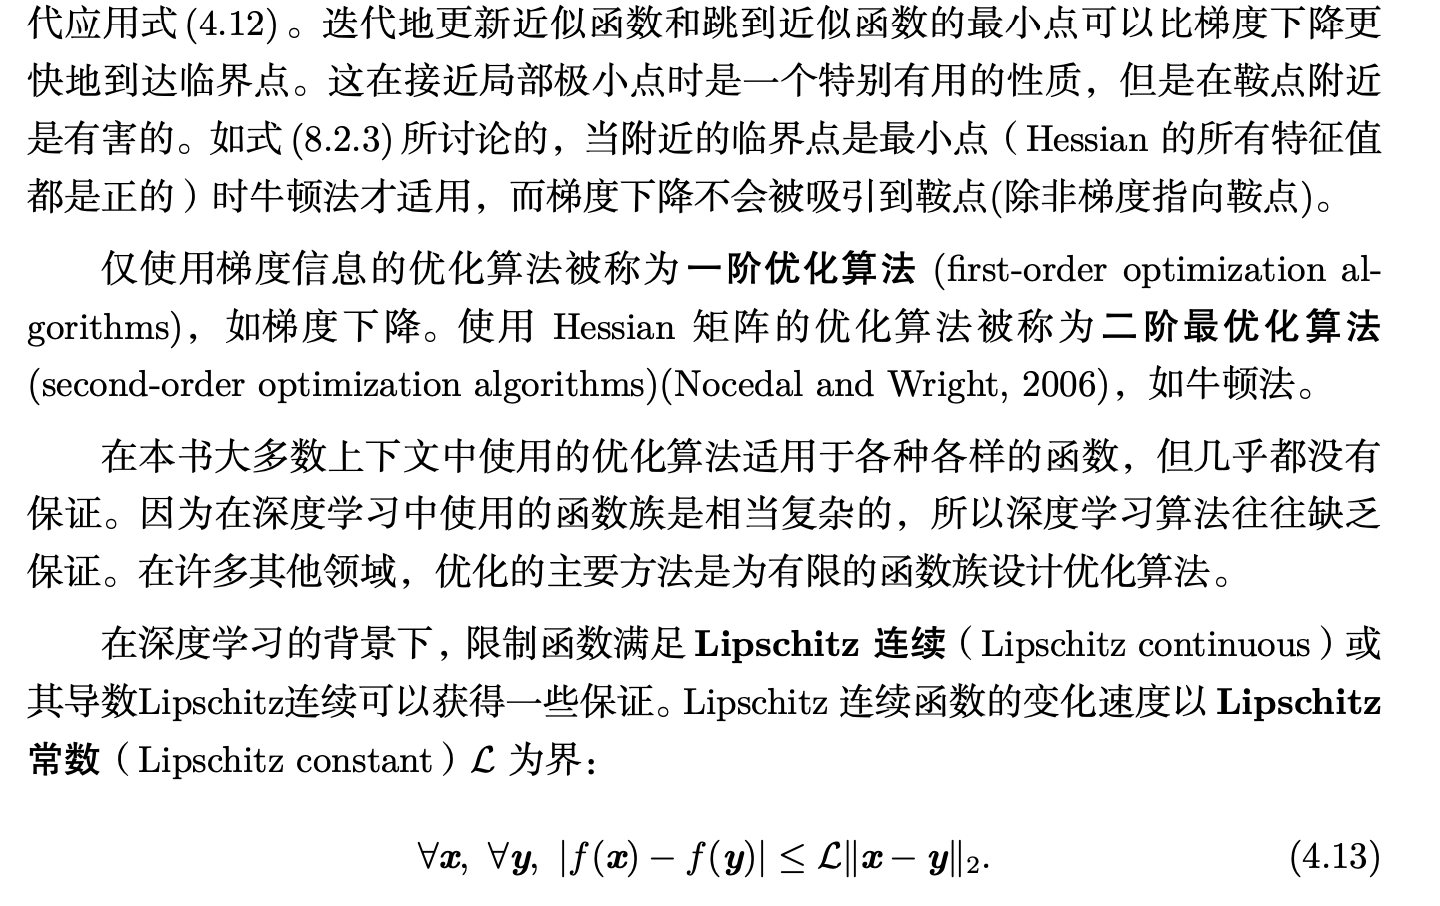 代应用式 (4.12) 。迭代地更新近似函数和跳到近似函数的最小点可以比梯度下降更
快地到达临界点。这在接近局部极小点时是一个特别有用的性质，但是在鞍点附近
是有害的。如式 (8.2.3) 所讨论的，当附近的临界点是最小点（Hessian 的所有特征值
都是正的）时牛顿法才适用，而梯度下降不会被吸引到鞍点(除非梯度指向鞍点)。
仅使用梯度信息的优化算法被称为 一阶优化算法 (first-order optimization al-
gorithms)，如梯度下降。使用 Hessian 矩阵的优化算法被称为 二阶最优化算法
(second-order optimization algorithms)(Nocedal and Wright, 2006)，如牛顿法。
在本书大多数上下文中使用的优化算法适用于各种各样的函数，但几乎都没有
保证。因为在深度学习中使用的函数族是相当复杂的，所以深度学习算法往往缺乏
保证。在许多其他领域，优化的主要方法是为有限的函数族设计优化算法。
在深度学习的背景下，限制函数满足 Lipschitz 连续（Lipschitz continuous）或
其导数Lipschitz连续可以获得一些保证。Lipschitz 连续函数的变化速度以 Lipschitz
常数（Lipschitz constant）ℒ 为界：
∀x, ∀y, |f(x) − f(y)| ≤ ℒ‖x − y‖₂. (4.13)